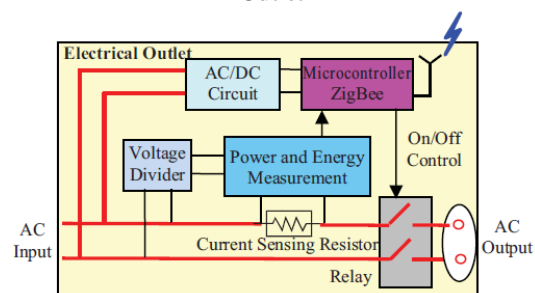 Electrical Outlet
AC/DC
Circuit
Microcontroller
ZigBee
Voltage
Divider
Power and Energy
Measurement
On/Off
Control
AC
Input
Current Sensing Resistor
Relay
AC
Output